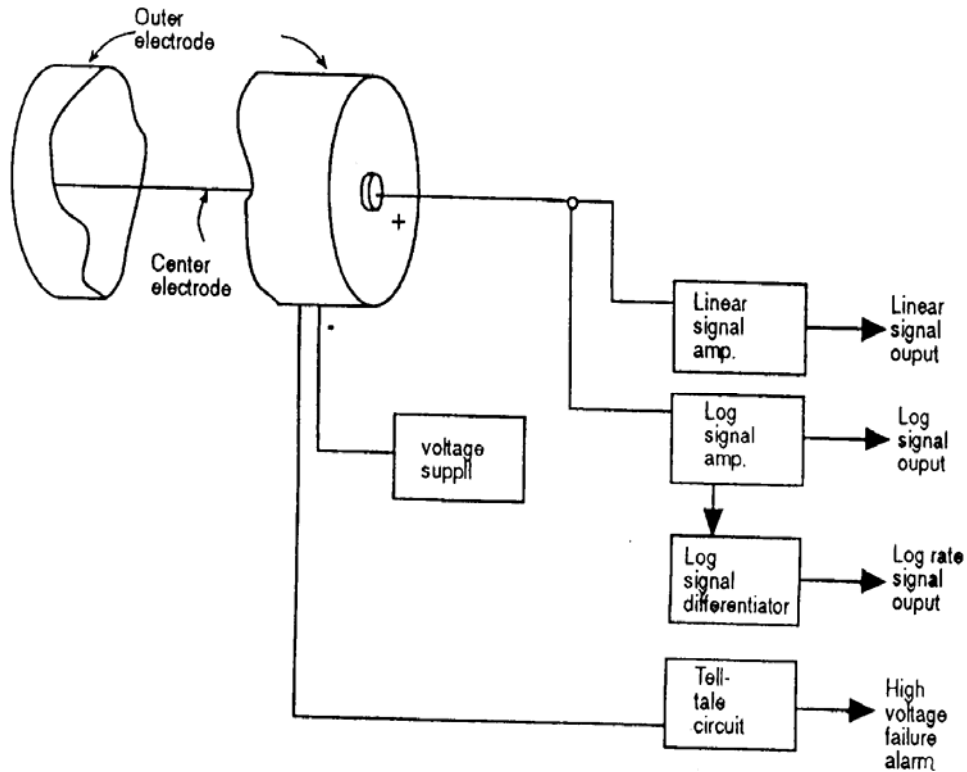 Outer
electrode
+
Center
electrode
Linear
signal
amp.
Linear
signal
ouput
voltage
suppll
Log
signal
amp.
Log
signal
ouput
Log
signal
differentiator
Log rate
signal
ouput
Tell-
tale
circuit
High
voltage
failure
alarm